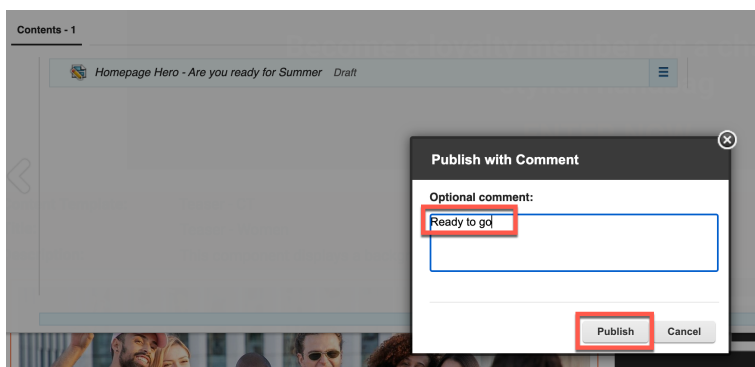 Contents - 1
Homepage Hero - Are you ready for Summer Draft
Publish with Comment
Optional comment:
Ready to go
Publish Cancel